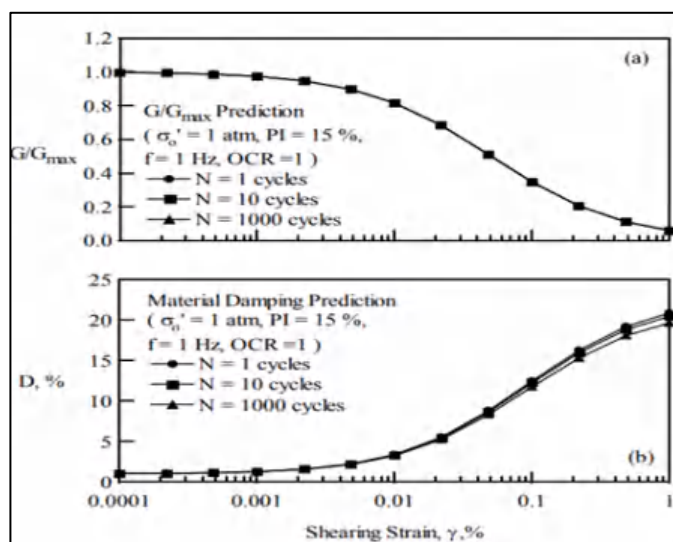 1.2
(a)
1.0
0.8
G/Gmax Prediction
0.6
( σo' = 1 atm, PI = 15 %,
G/Gmax
f = 1 Hz, OCR =1 )
0.4
N = 1 cycles
N = 10 cycles
0.2
N = 1000 cycles
0.0
25
Material Damping Prediction
20
( σo' = 1 atm, PI = 15 %,
f = 1 Hz, OCR =1 )
15
N = 1 cycles
D, %
N = 10 cycles
10
N = 1000 cycles
5
(b)
0
0.0001 0.001 0.01 0.1 1
Shearing Strain, γ,%